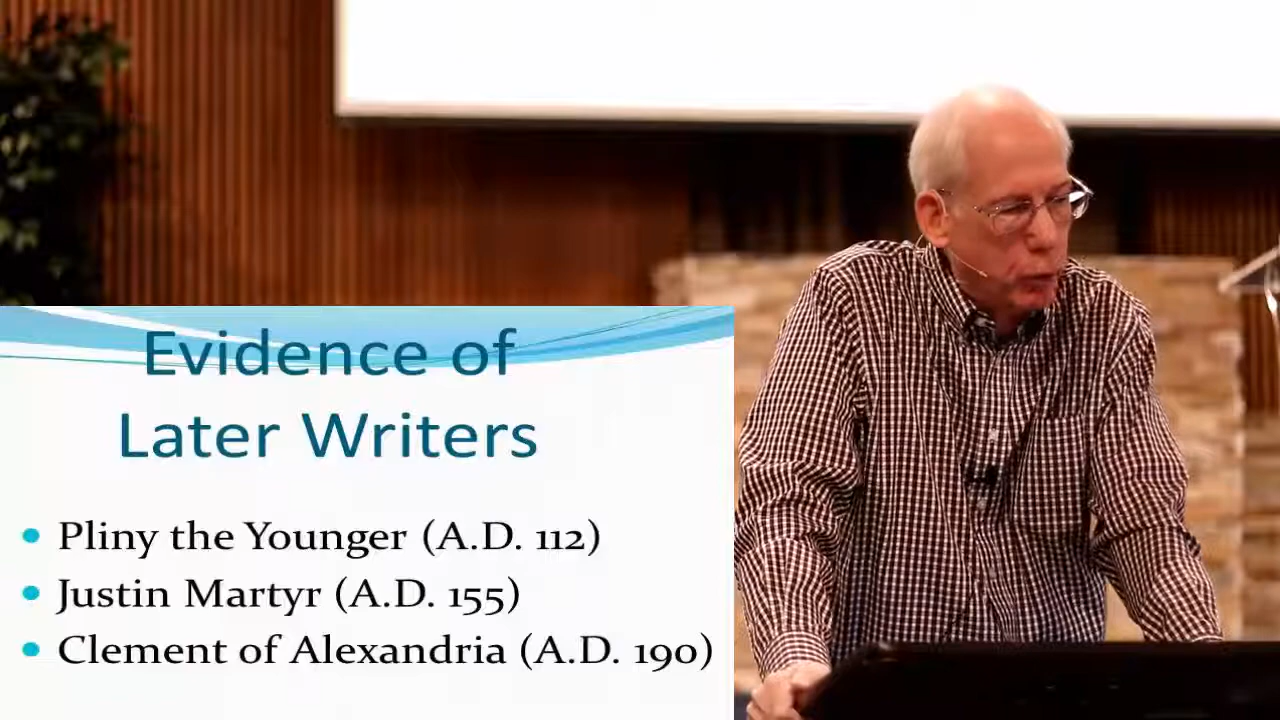 Evidence of
Later Writers
• Pliny the Younger (A.D. 112)
• Justin Martyr (A.D. 155)
• Clement of Alexandria (A.D. 190)